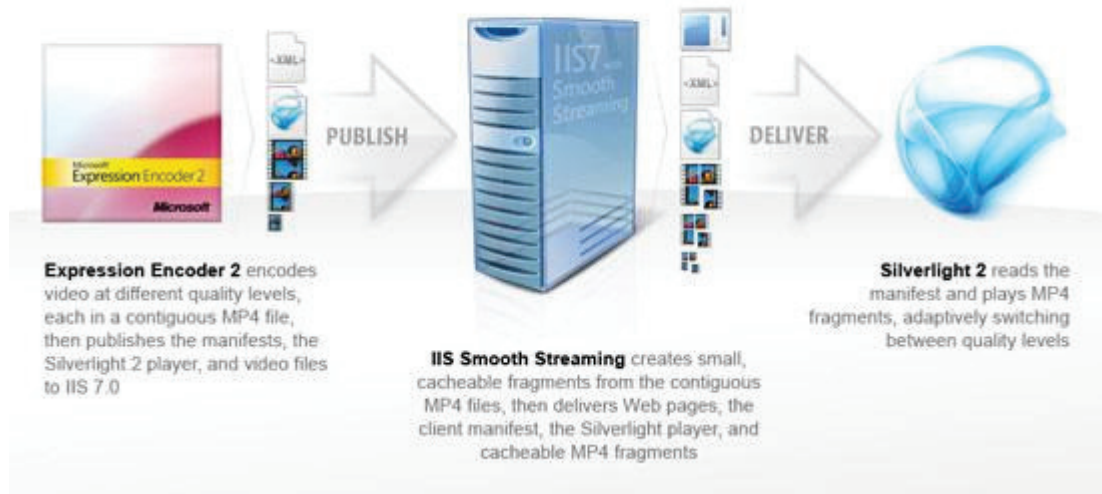 Microsoft
Expression Encoder 2
Microsoft
<XML>
PUBLISH
IIS7 with
Smooth
Streaming
<XML>
DELIVER
Expression Encoder 2 encodes
video at different quality levels,
each in a contiguous MP4 file,
then publishes the manifests, the
Silverlight 2 player, and video files
to IIS 7.0
IIS Smooth Streaming creates small,
cacheable fragments from the contiguous
MP4 files, then delivers Web pages, the
client manifest, the Silverlight player, and
cacheable MP4 fragments
Silverlight 2 reads the
manifest and plays MP4
fragments, adaptively switching
between quality levels